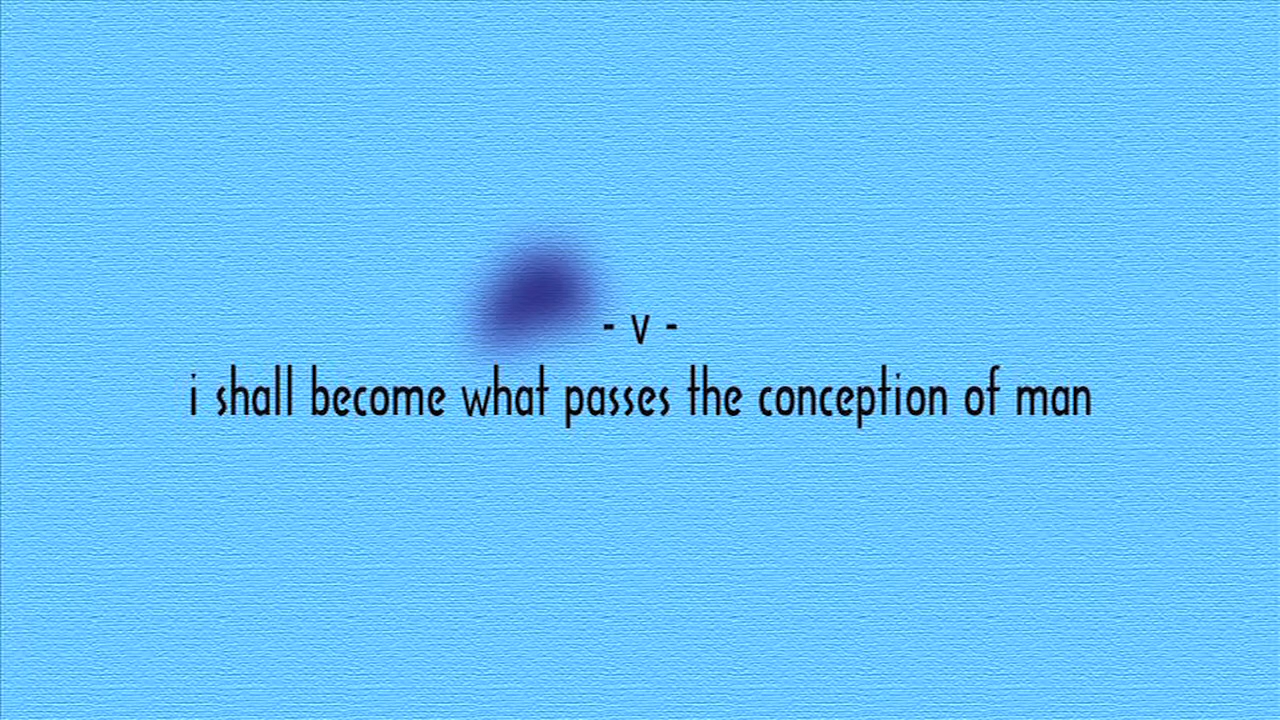 - v -
i shall become what passes the conception of man